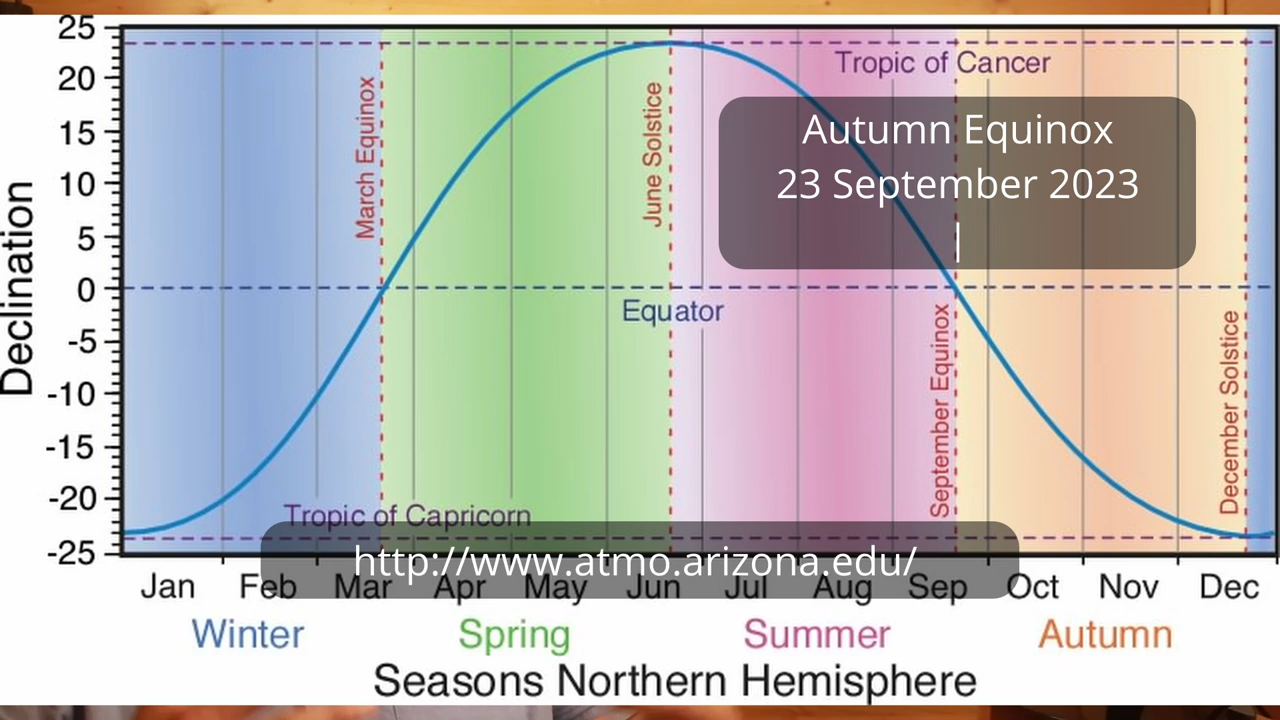 25
20
15
10
5
0
-5
-10
-15
-20
-25
Declination
March Equinox
June Solstice
September Equinox
December Solstice
Tropic of Cancer
Autumn Equinox
23 September 2023
|
Equator
Tropic of Capricorn
http://www.atmo.arizona.edu/
Jan Feb Mar Apr May Jun Jul Aug Sep Oct Nov Dec
Winter Spring Summer Autumn
Seasons Northern Hemisphere